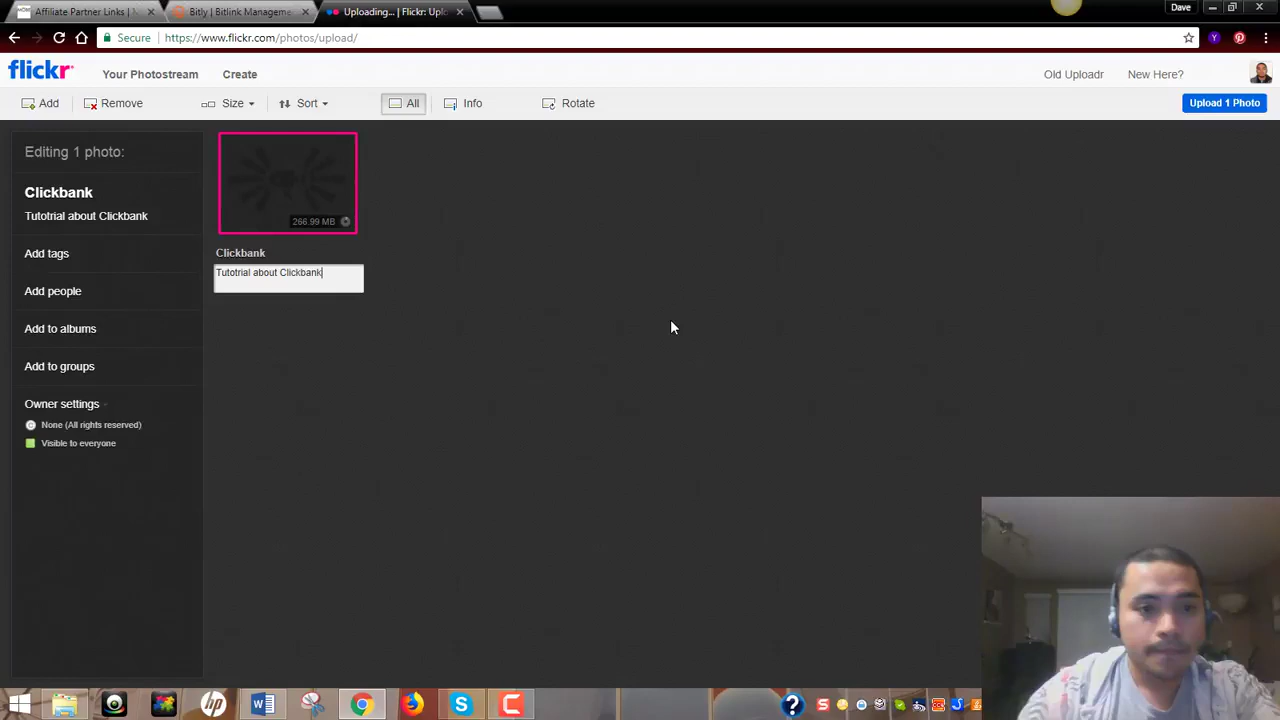 Affiliate Partner Links | N
Bitly | Bitlink Manageme
Uploading... | Flickr: Uplo
Dave
Secure
https://www.flickr.com/photos/upload/
flickr
Your Photostream
Create
Old Uploadr
New Here?
Add
Remove
Size
Sort
All
Info
Rotate
Upload 1 Photo
Editing 1 photo:
Clickbank
Tutotrial about Clickbank
Add tags
Add people
Add to albums
Add to groups
Owner settings
None (All rights reserved)
Visible to everyone
266.99 MB
Clickbank
Tutotrial about Clickbank